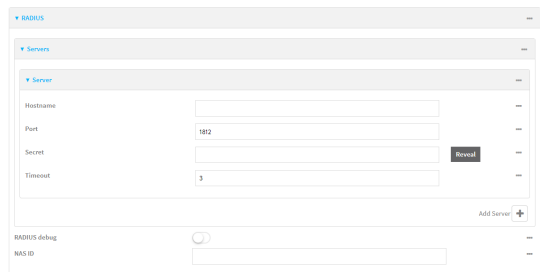 RADIUS
Servers
Server
Hostname
Port 1812
Secret Reveal
Timeout 3
Add Server
RADIUS debug
NAS ID